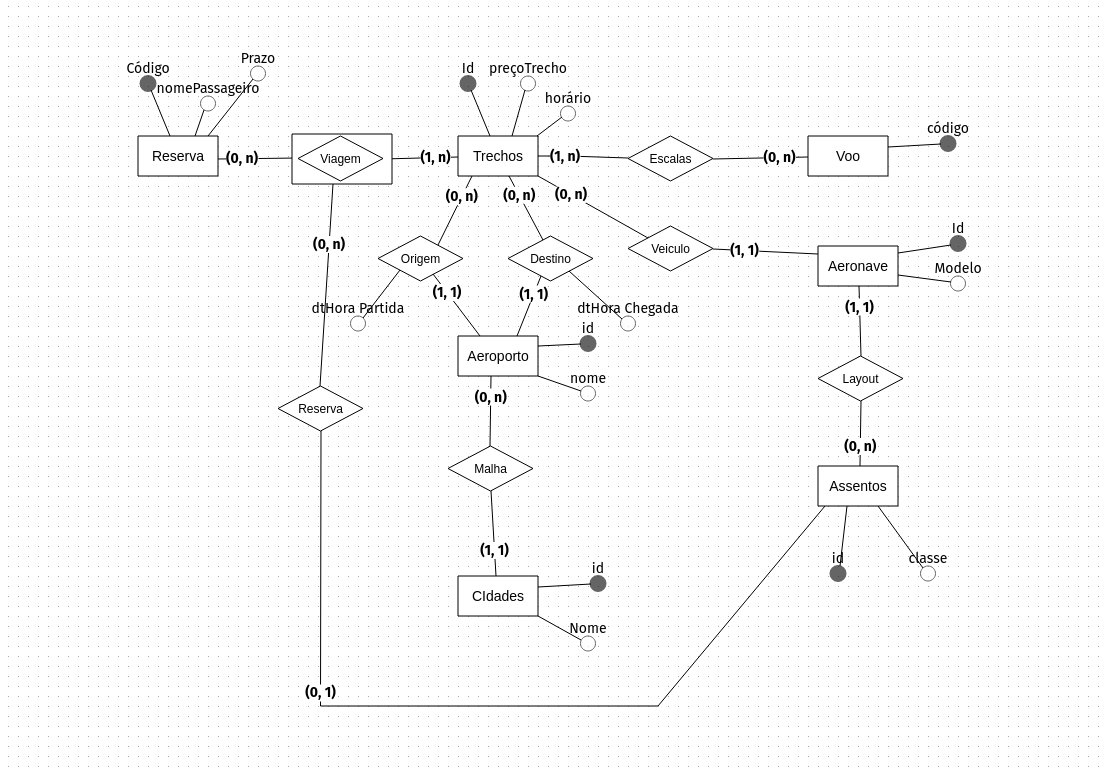 Prazo
Código
nomePassageiro
Id
preçoTrecho
horário
código
Reserva
(0, n)
Viagem
(1, n)
Trechos
(1, n)
Escalas
(0, n)
Voo
(0, n)
(0, n)
(0, n)
(0, n)
Origem
Destino
Veiculo
(1, 1)
Id
Aeronave
Modelo
(1, 1)
(1, 1)
dtHora Partida
dtHora Chegada
(1, 1)
id
Aeroporto
nome
Layout
(0, n)
Reserva
(0, n)
Malha
Assentos
(1, 1)
id
classe
id
CIdades
Nome
(0, 1)